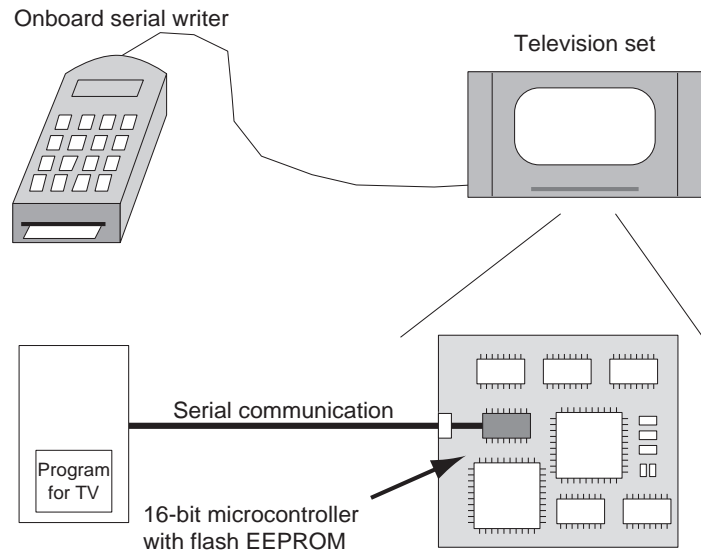 Onboard serial writer
Television set
Serial communication
Program
for TV
16-bit microcontroller
with flash EEPROM